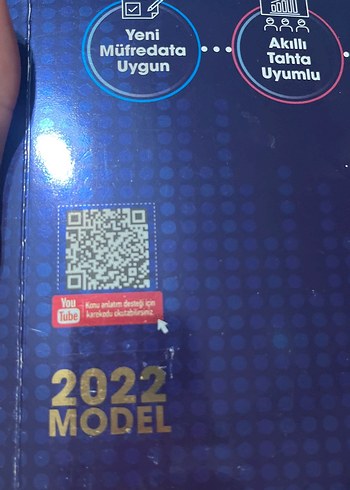 Yeni
Müfredata
Uygun
Akıllı
Tahta
Uyumlu
You
Tube
Konu anlatım desteği için
karekodu okutabilirsiniz.
2022
MODEL